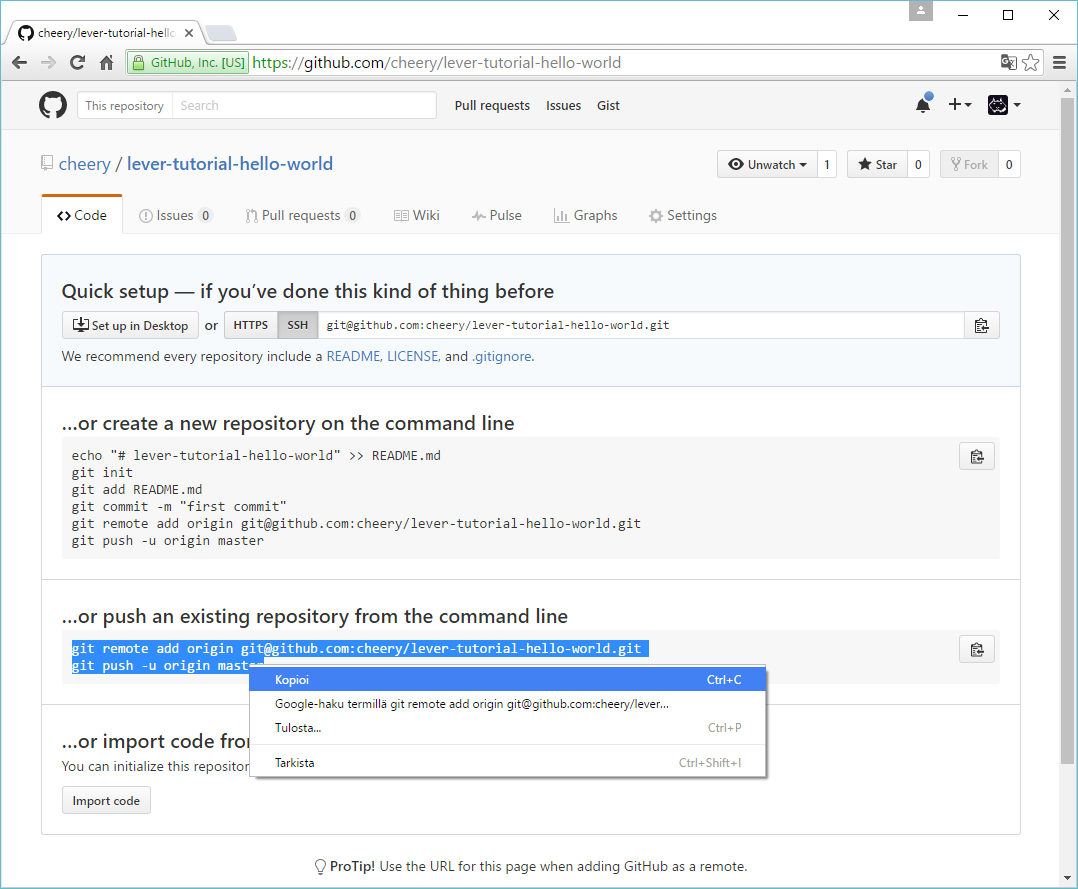 cheery/lever-tutorial-hello
GitHub, Inc. [US] https://github.com/cheery/lever-tutorial-hello-world
This repository Search Pull requests Issues Gist
cheery / lever-tutorial-hello-world
Unwatch 1 Star 0 Fork 0
Code Issues 0 Pull requests 0 Wiki Pulse Graphs Settings
Quick setup — if you’ve done this kind of thing before
Set up in Desktop or HTTPS SSH git@github.com:cheery/lever-tutorial-hello-world.git
We recommend every repository include a README, LICENSE, and .gitignore.
…or create a new repository on the command line
echo "# lever-tutorial-hello-world" >> README.md
git init
git add README.md
git commit -m "first commit"
git remote add origin git@github.com:cheery/lever-tutorial-hello-world.git
git push -u origin master
…or push an existing repository from the command line
git remote add origin git@github.com:cheery/lever-tutorial-hello-world.git
git push -u origin master
Kopioi Ctrl+C
Google-haku termillä git remote add origin git@github.com:cheery/lever...
Tulosta... Ctrl+P
Tarkista Ctrl+Shift+I
…or import code from
You can initialize this repository
Import code
ProTip! Use the URL for this page when adding GitHub as a remote.